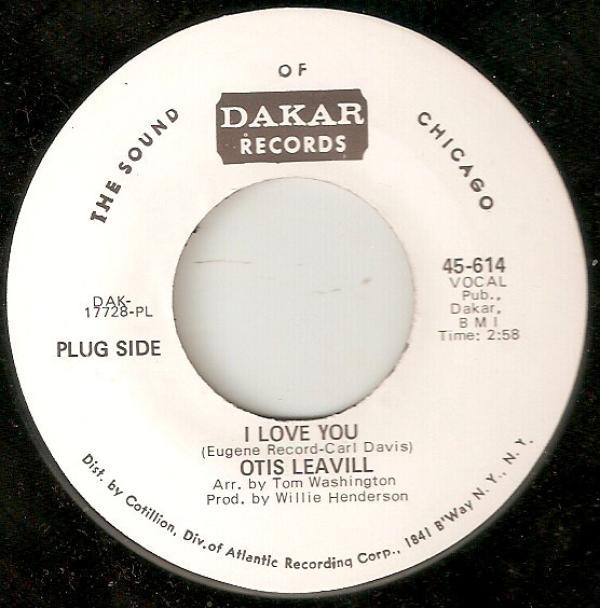 THE SOUND OF CHICAGO
DAKAR
RECORDS
DAK-
17728-PL
PLUG SIDE
45-614
VOCAL
Pub.,
Dakar,
B M I
Time: 2:58
I LOVE YOU
(Eugene Record-Carl Davis)
OTIS LEAVILL
Arr. by Tom Washington
Prod. by Willie Henderson
Dist. by Cotillion, Div. of Atlantic Recording Corp., 1841 B'Way N. Y., N. Y.